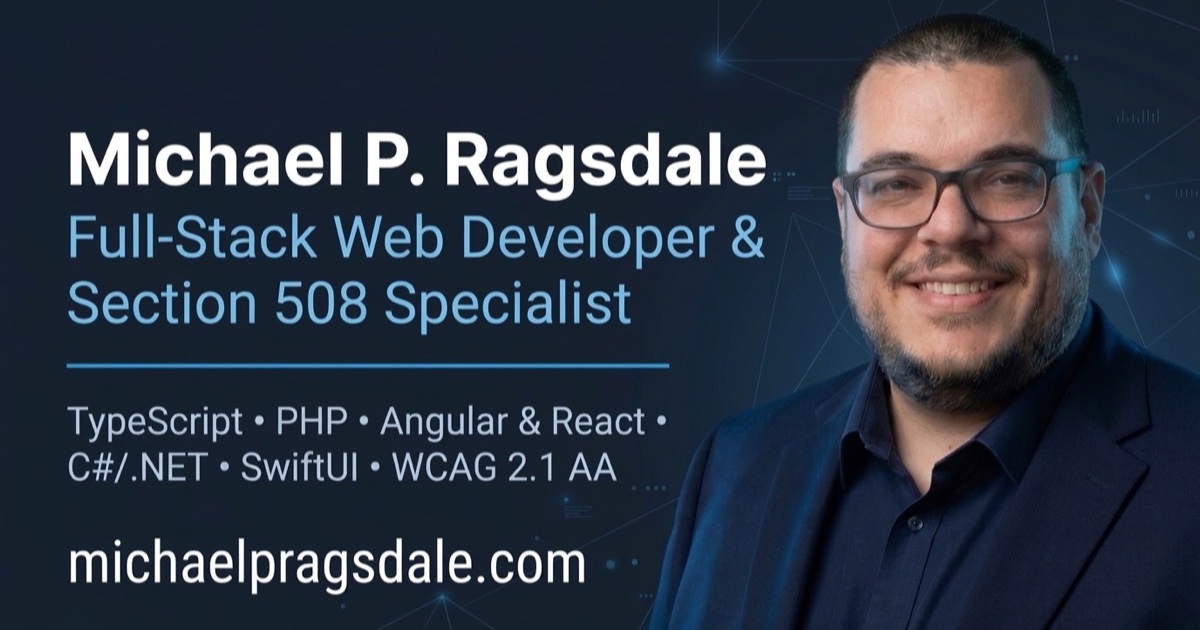 Michael P. Ragsdale
Full-Stack Web Developer &
Section 508 Specialist
TypeScript • PHP • Angular & React •
C#/.NET • SwiftUI • WCAG 2.1 AA
michaelpragsdale.com